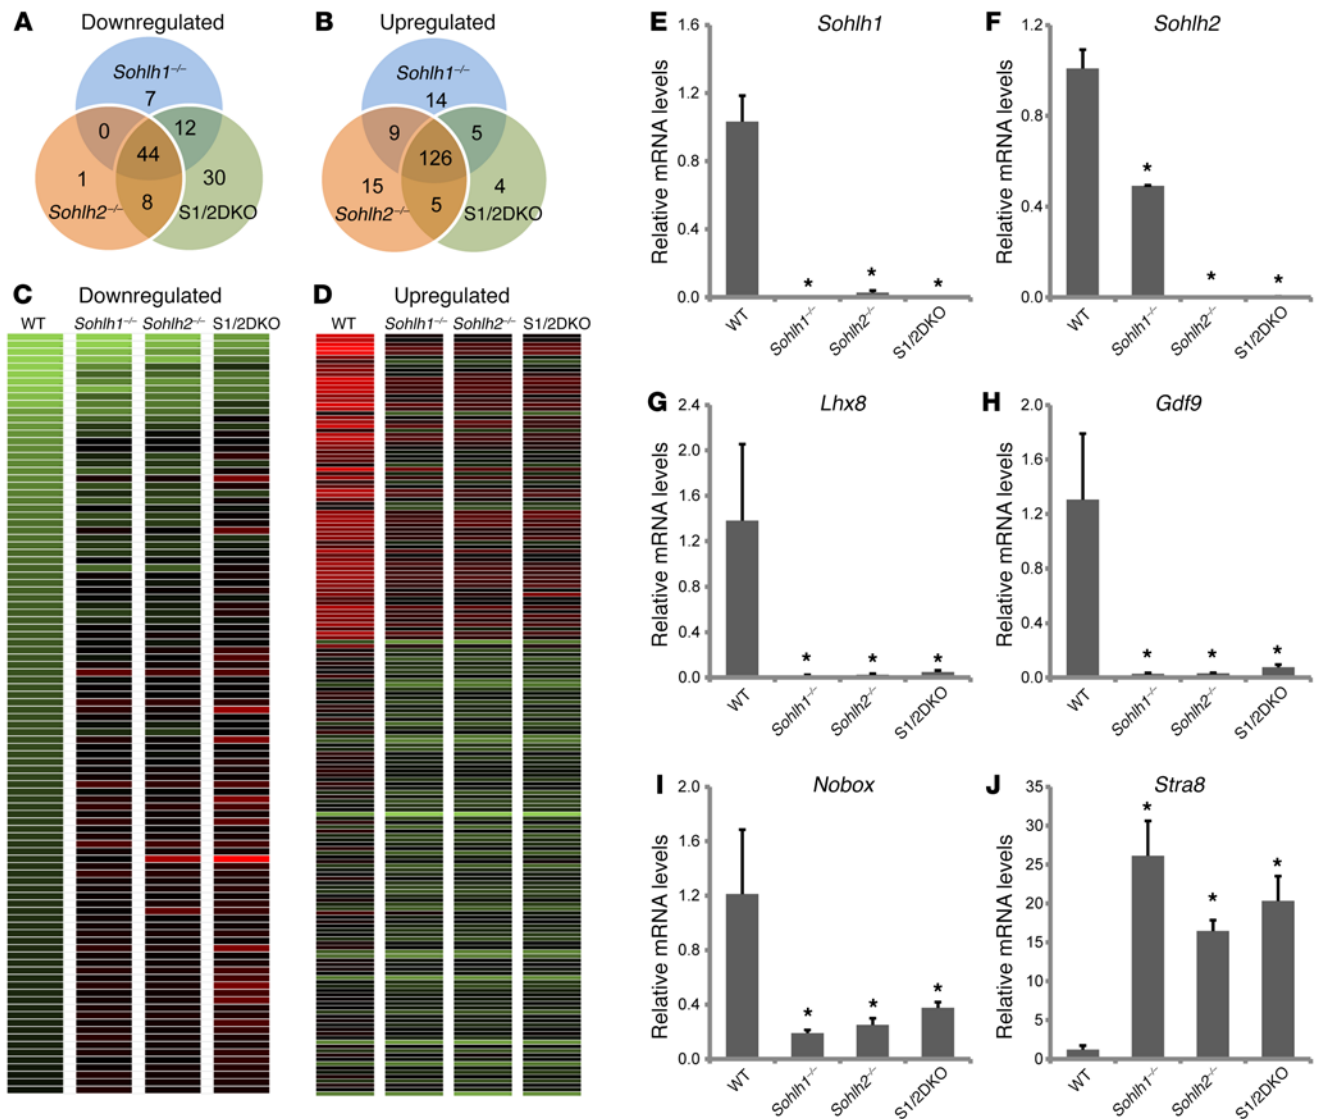 A Downregulated
Sohlh1–/–
7
0 12
44
1 30
Sohlh2–/– 8 S1/2DKO
B Upregulated
Sohlh1–/–
14
9 5
126
15 4
Sohlh2–/– 5 S1/2DKO
C Downregulated
WT Sohlh1–/– Sohlh2–/– S1/2DKO
D Upregulated
WT Sohlh1–/– Sohlh2–/– S1/2DKO
E Sohlh1
Relative mRNA levels
1.6
1.2
0.8
0.4
0.0
* * *
WT Sohlh1–/– Sohlh2–/– S1/2DKO
F Sohlh2
Relative mRNA levels
1.2
0.8
0.4
0.0
* * *
WT Sohlh1–/– Sohlh2–/– S1/2DKO
G Lhx8
Relative mRNA levels
2.4
2.0
1.6
1.2
0.8
0.4
0.0
* * *
WT Sohlh1–/– Sohlh2–/– S1/2DKO
H Gdf9
Relative mRNA levels
2.0
1.6
1.2
0.8
0.4
0.0
* * *
WT Sohlh1–/– Sohlh2–/– S1/2DKO
I Nobox
Relative mRNA levels
2.0
1.6
1.2
0.8
0.4
0.0
* * *
WT Sohlh1–/– Sohlh2–/– S1/2DKO
J Stra8
Relative mRNA levels
35
30
25
20
15
10
5
0
* * *
WT Sohlh1–/– Sohlh2–/– S1/2DKO